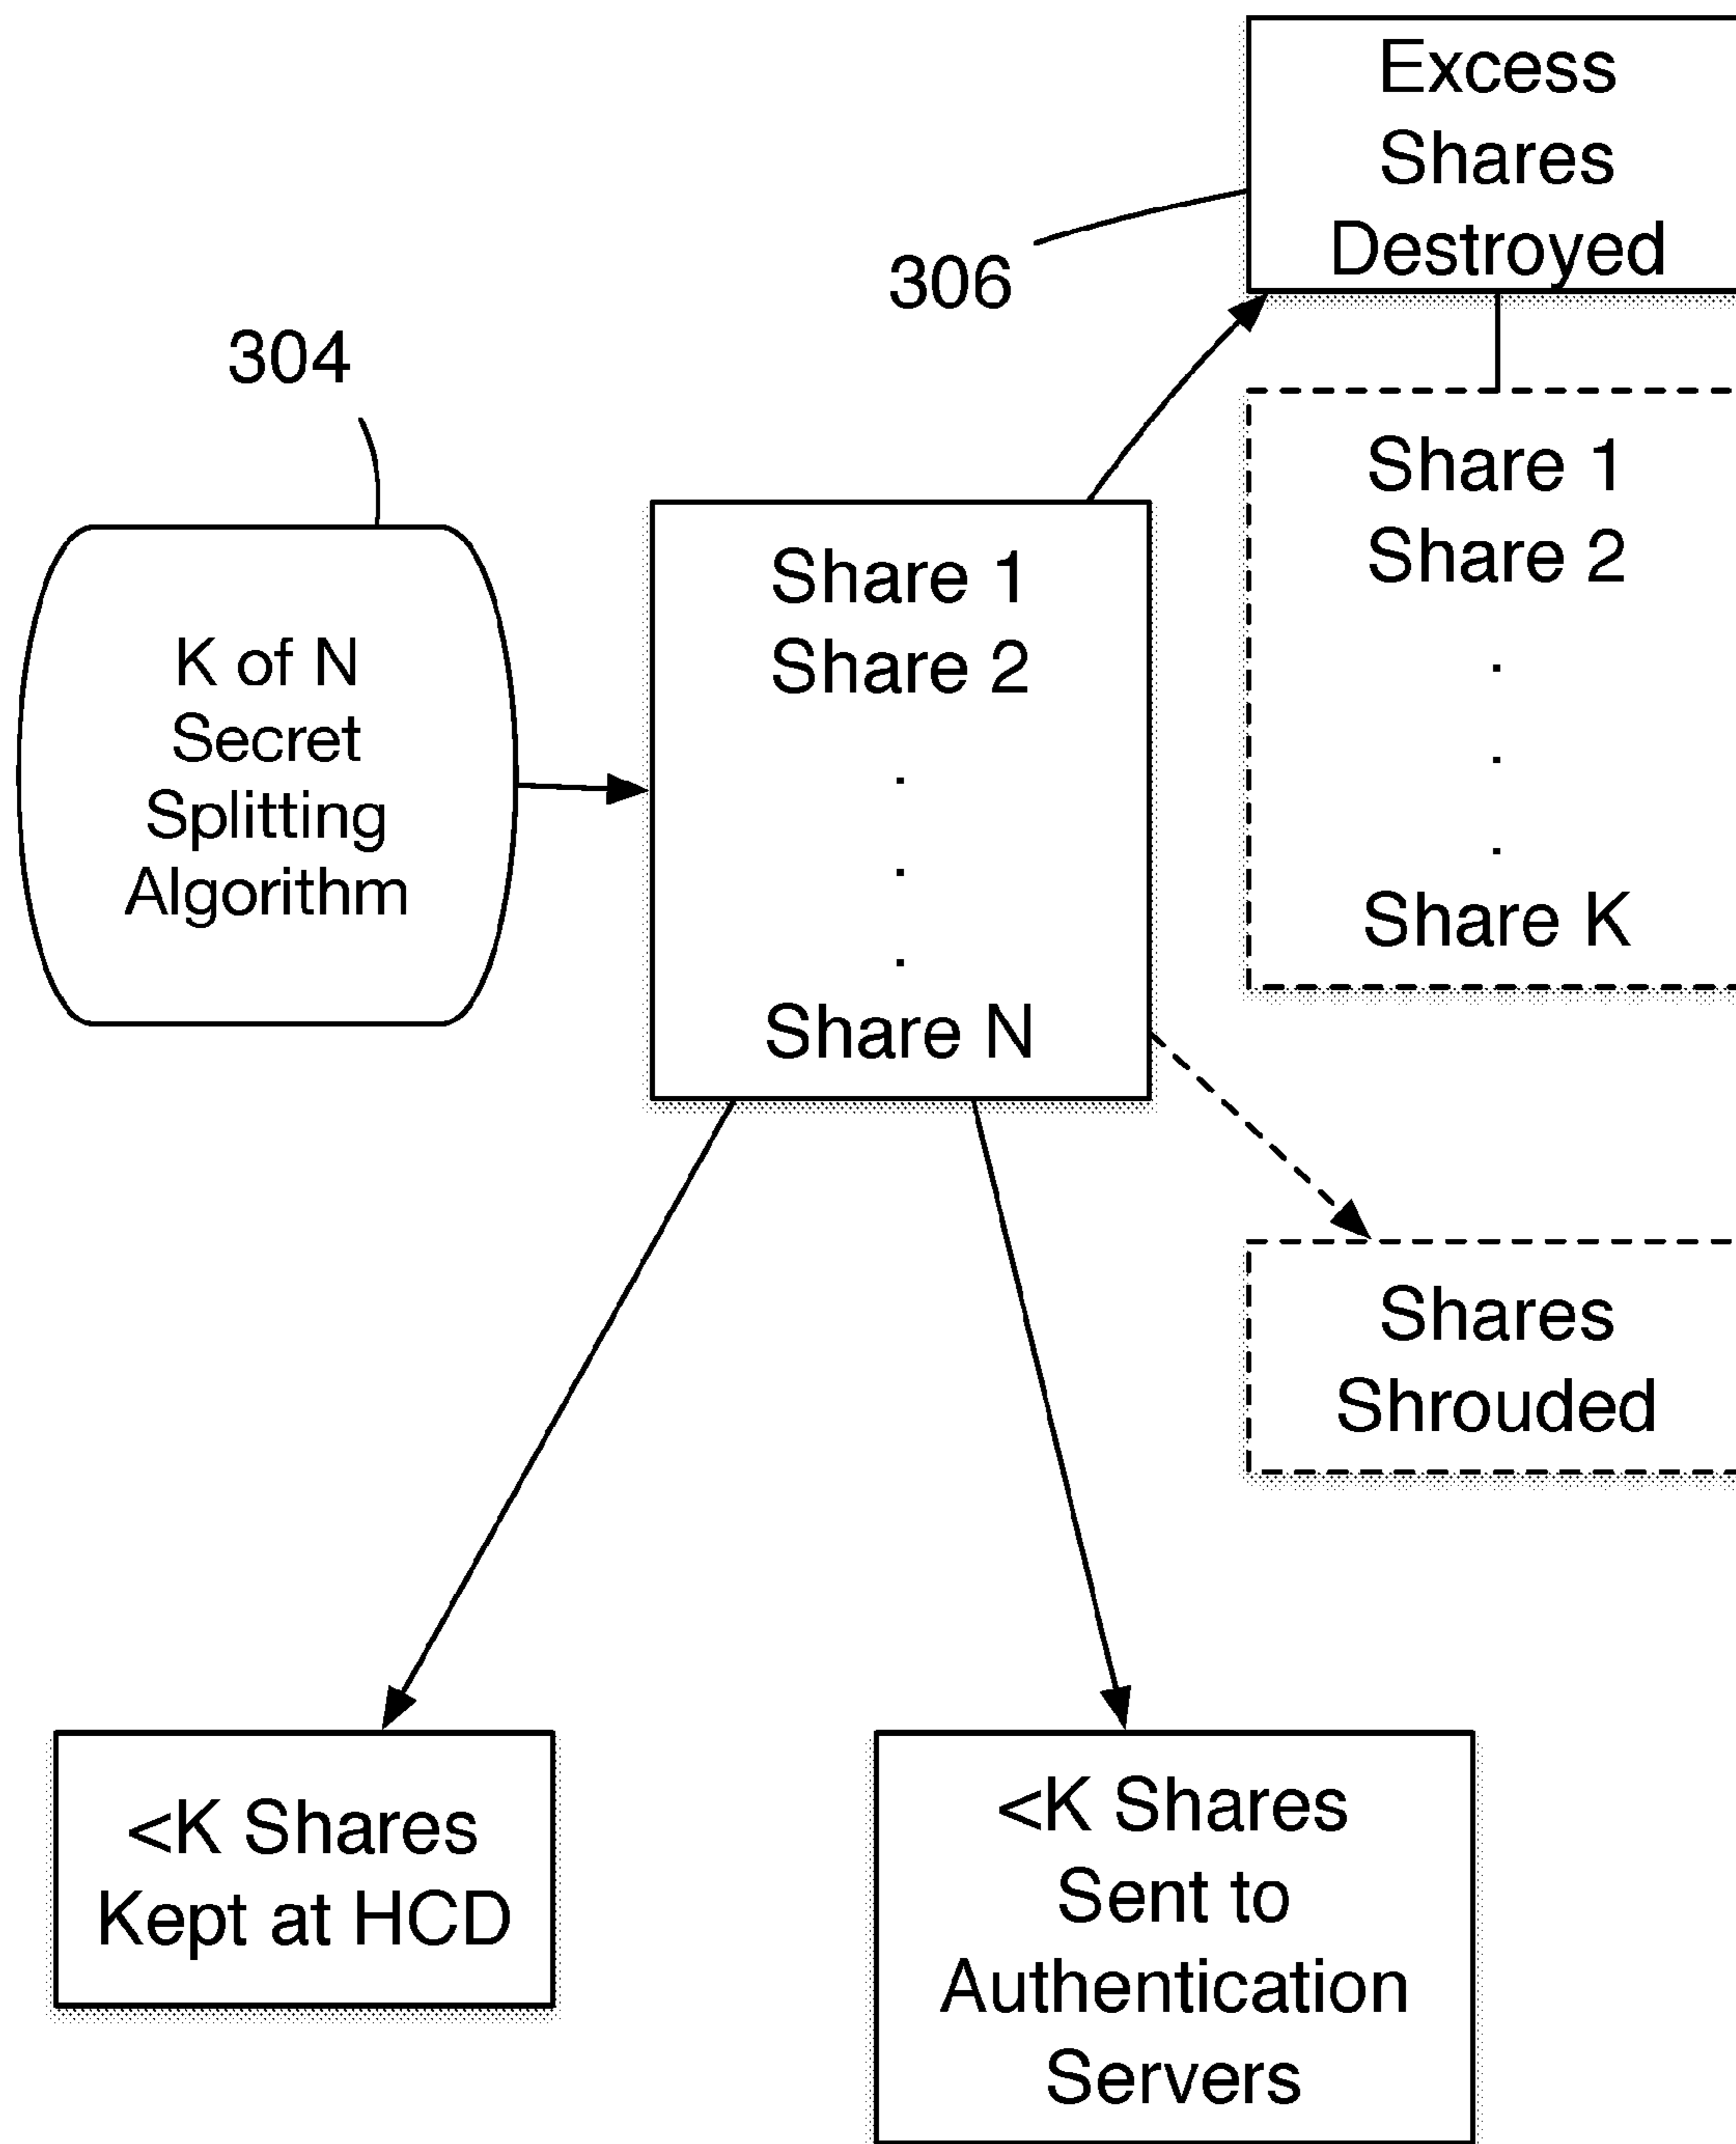 Excess
Shares
Destroyed
306
304
Share 1
Share 2
.
.
.
Share K
K of N
Secret
Splitting
Algorithm
Share 1
Share 2
.
.
.
Share N
Shares
Shrouded
<K Shares
Kept at HCD
<K Shares
Sent to
Authentication
Servers